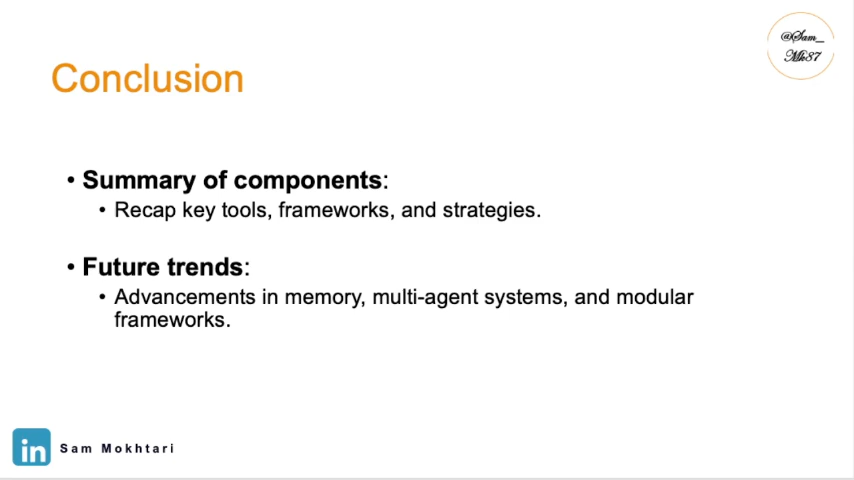 @Sam_
Mh87
Conclusion
• Summary of components:
• Recap key tools, frameworks, and strategies.
• Future trends:
• Advancements in memory, multi-agent systems, and modular
frameworks.
in
Sam Mokhtari